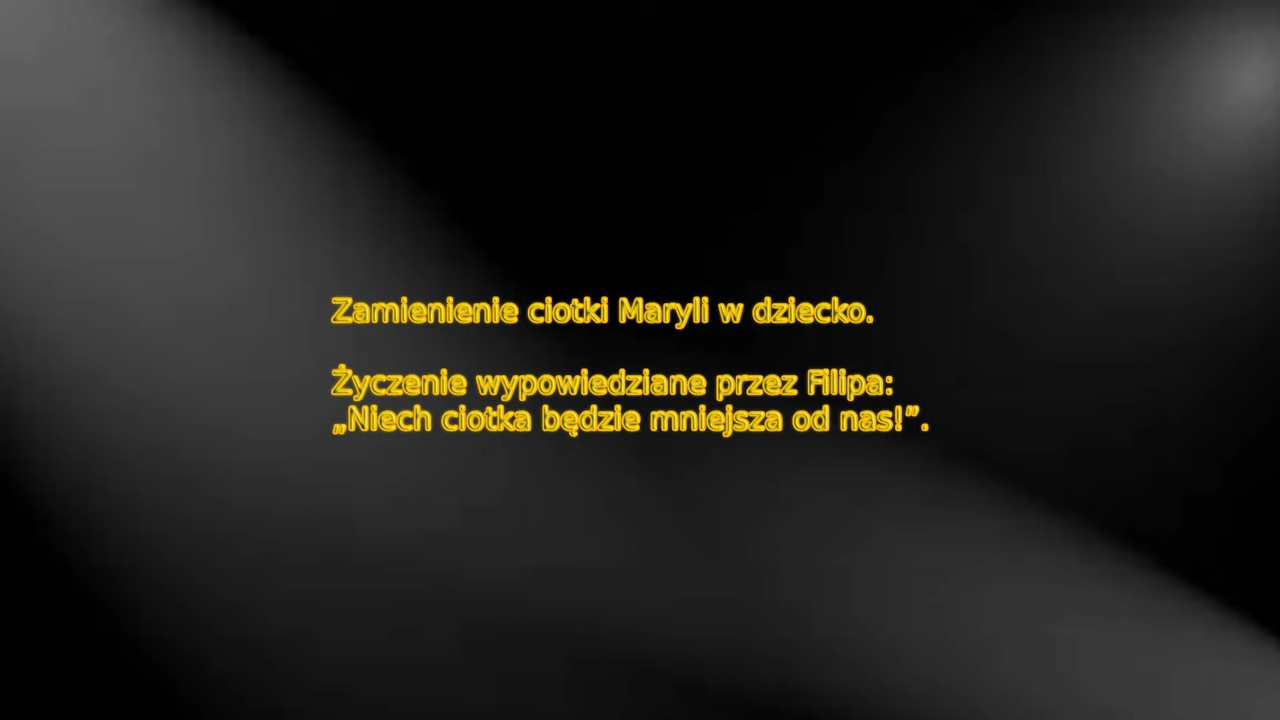 Zamienienie ciotki Maryli w dziecko.
Życzenie wypowiedziane przez Filipa:
„Niech ciotka będzie mniejsza od nas!”.